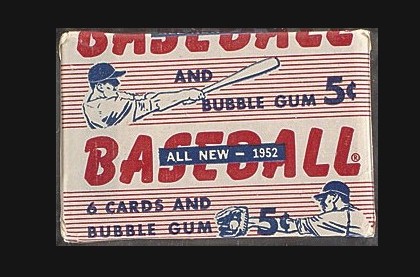 BASEBALL
AND
BUBBLE GUM 5¢
BASEBALL®
ALL NEW - 1952
6 CARDS AND
BUBBLE GUM 5¢